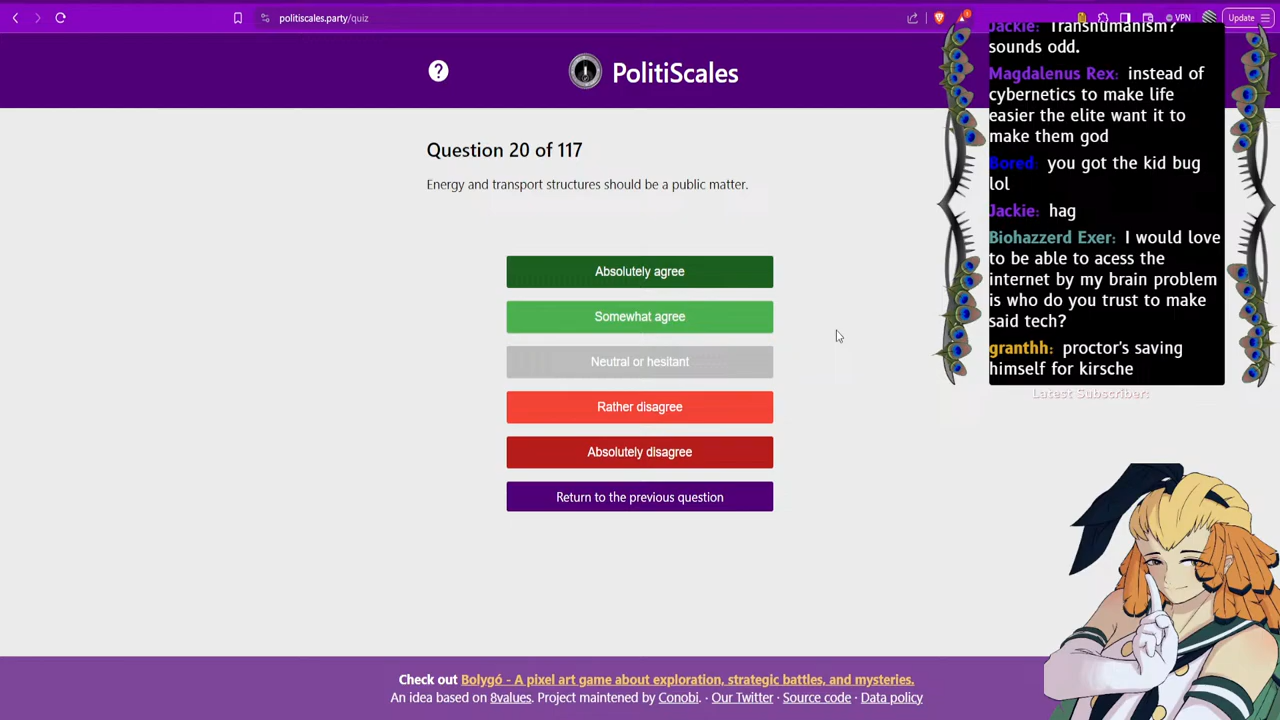 politiscales.party/quiz
VPN
Update
PolitiScales
Question 20 of 117
Energy and transport structures should be a public matter.
Absolutely agree
Somewhat agree
Neutral or hesitant
Rather disagree
Absolutely disagree
Return to the previous question
Jackie: Transhumanism?
sounds odd.
Magdalenus Rex: instead of
cybernetics to make life
easier the elite want it to
make them god
Bored: you got the kid bug
lol
Jackie: hag
Biohazzerd Exer: I would love
to be able to acess the
internet by my brain problem
is who do you trust to make
said tech?
granthh: proctor's saving
himself for kirsche
Latest Subscriber:
Check out Bolygó - A pixel art game about exploration, strategic battles, and mysteries.
An idea based on 8values. Project maintened by Conobi. · Our Twitter · Source code · Data policy